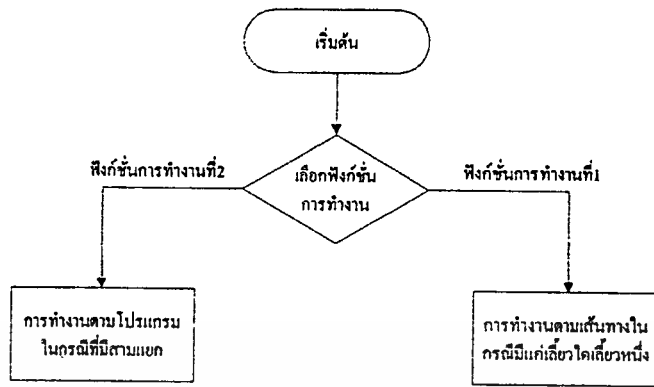 เริ่มต้น
ฟังก์ชั่นการทำงานที่2
เลือกฟังก์ชั่น
การทำงาน
ฟังก์ชั่นการทำงานที่1
การทำงานตามโปรแกรม
ในกรณีที่มีสามแยก
การทำงานตามเส้นทางใน
กรณีมีแค่เลี้ยวใดเลี้ยวหนึ่ง